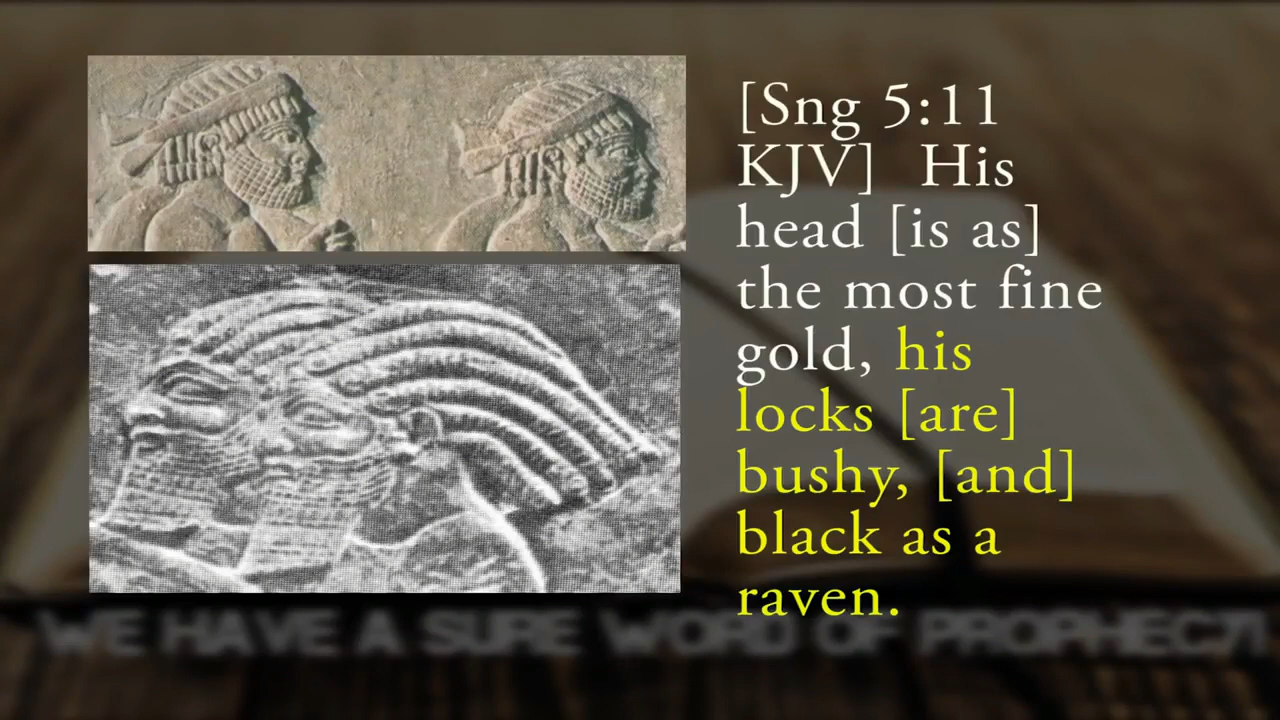 [Sng 5:11
KJV]  His
head [is as]
the most fine
gold, his
locks [are]
bushy, [and]
black as a
raven.
WE HAVE A SURE WORD OF PROPHECY!